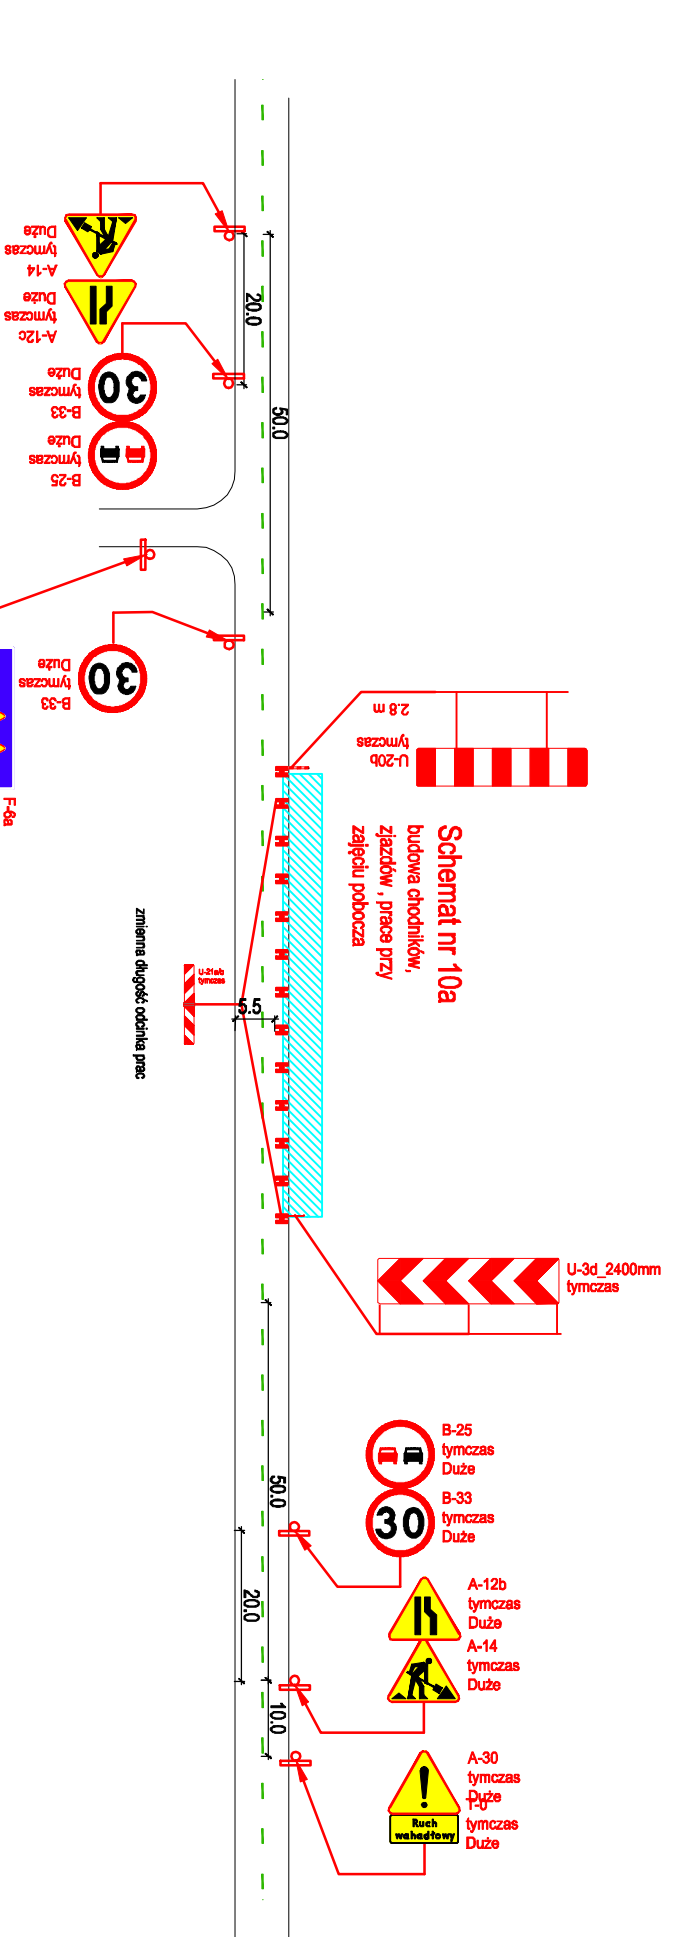 A-14
tymczas
Duże
A-12c
tymczas
Duże
20.0
30
B-33
tymczas
Duże
50.0
B-25
tymczas
Duże
30
B-33
tymczas
Duże
F-6a
2.8 m
U-20b
tymczas
Schemat nr 10a
budowa chodników,
zjazdów , prace przy
zajęciu pobocza
zmienna długość odcinka prac
U-21a/b
tymczas
5.5
U-3d_2400mm
tymczas
B-25
tymczas
Duże
50.0
B-33
tymczas
Duże
30
20.0
A-12b
tymczas
Duże
A-14
tymczas
Duże
10.0
A-30
tymczas
Duże
T-0
tymczas
Duże
Ruch
wahadłowy